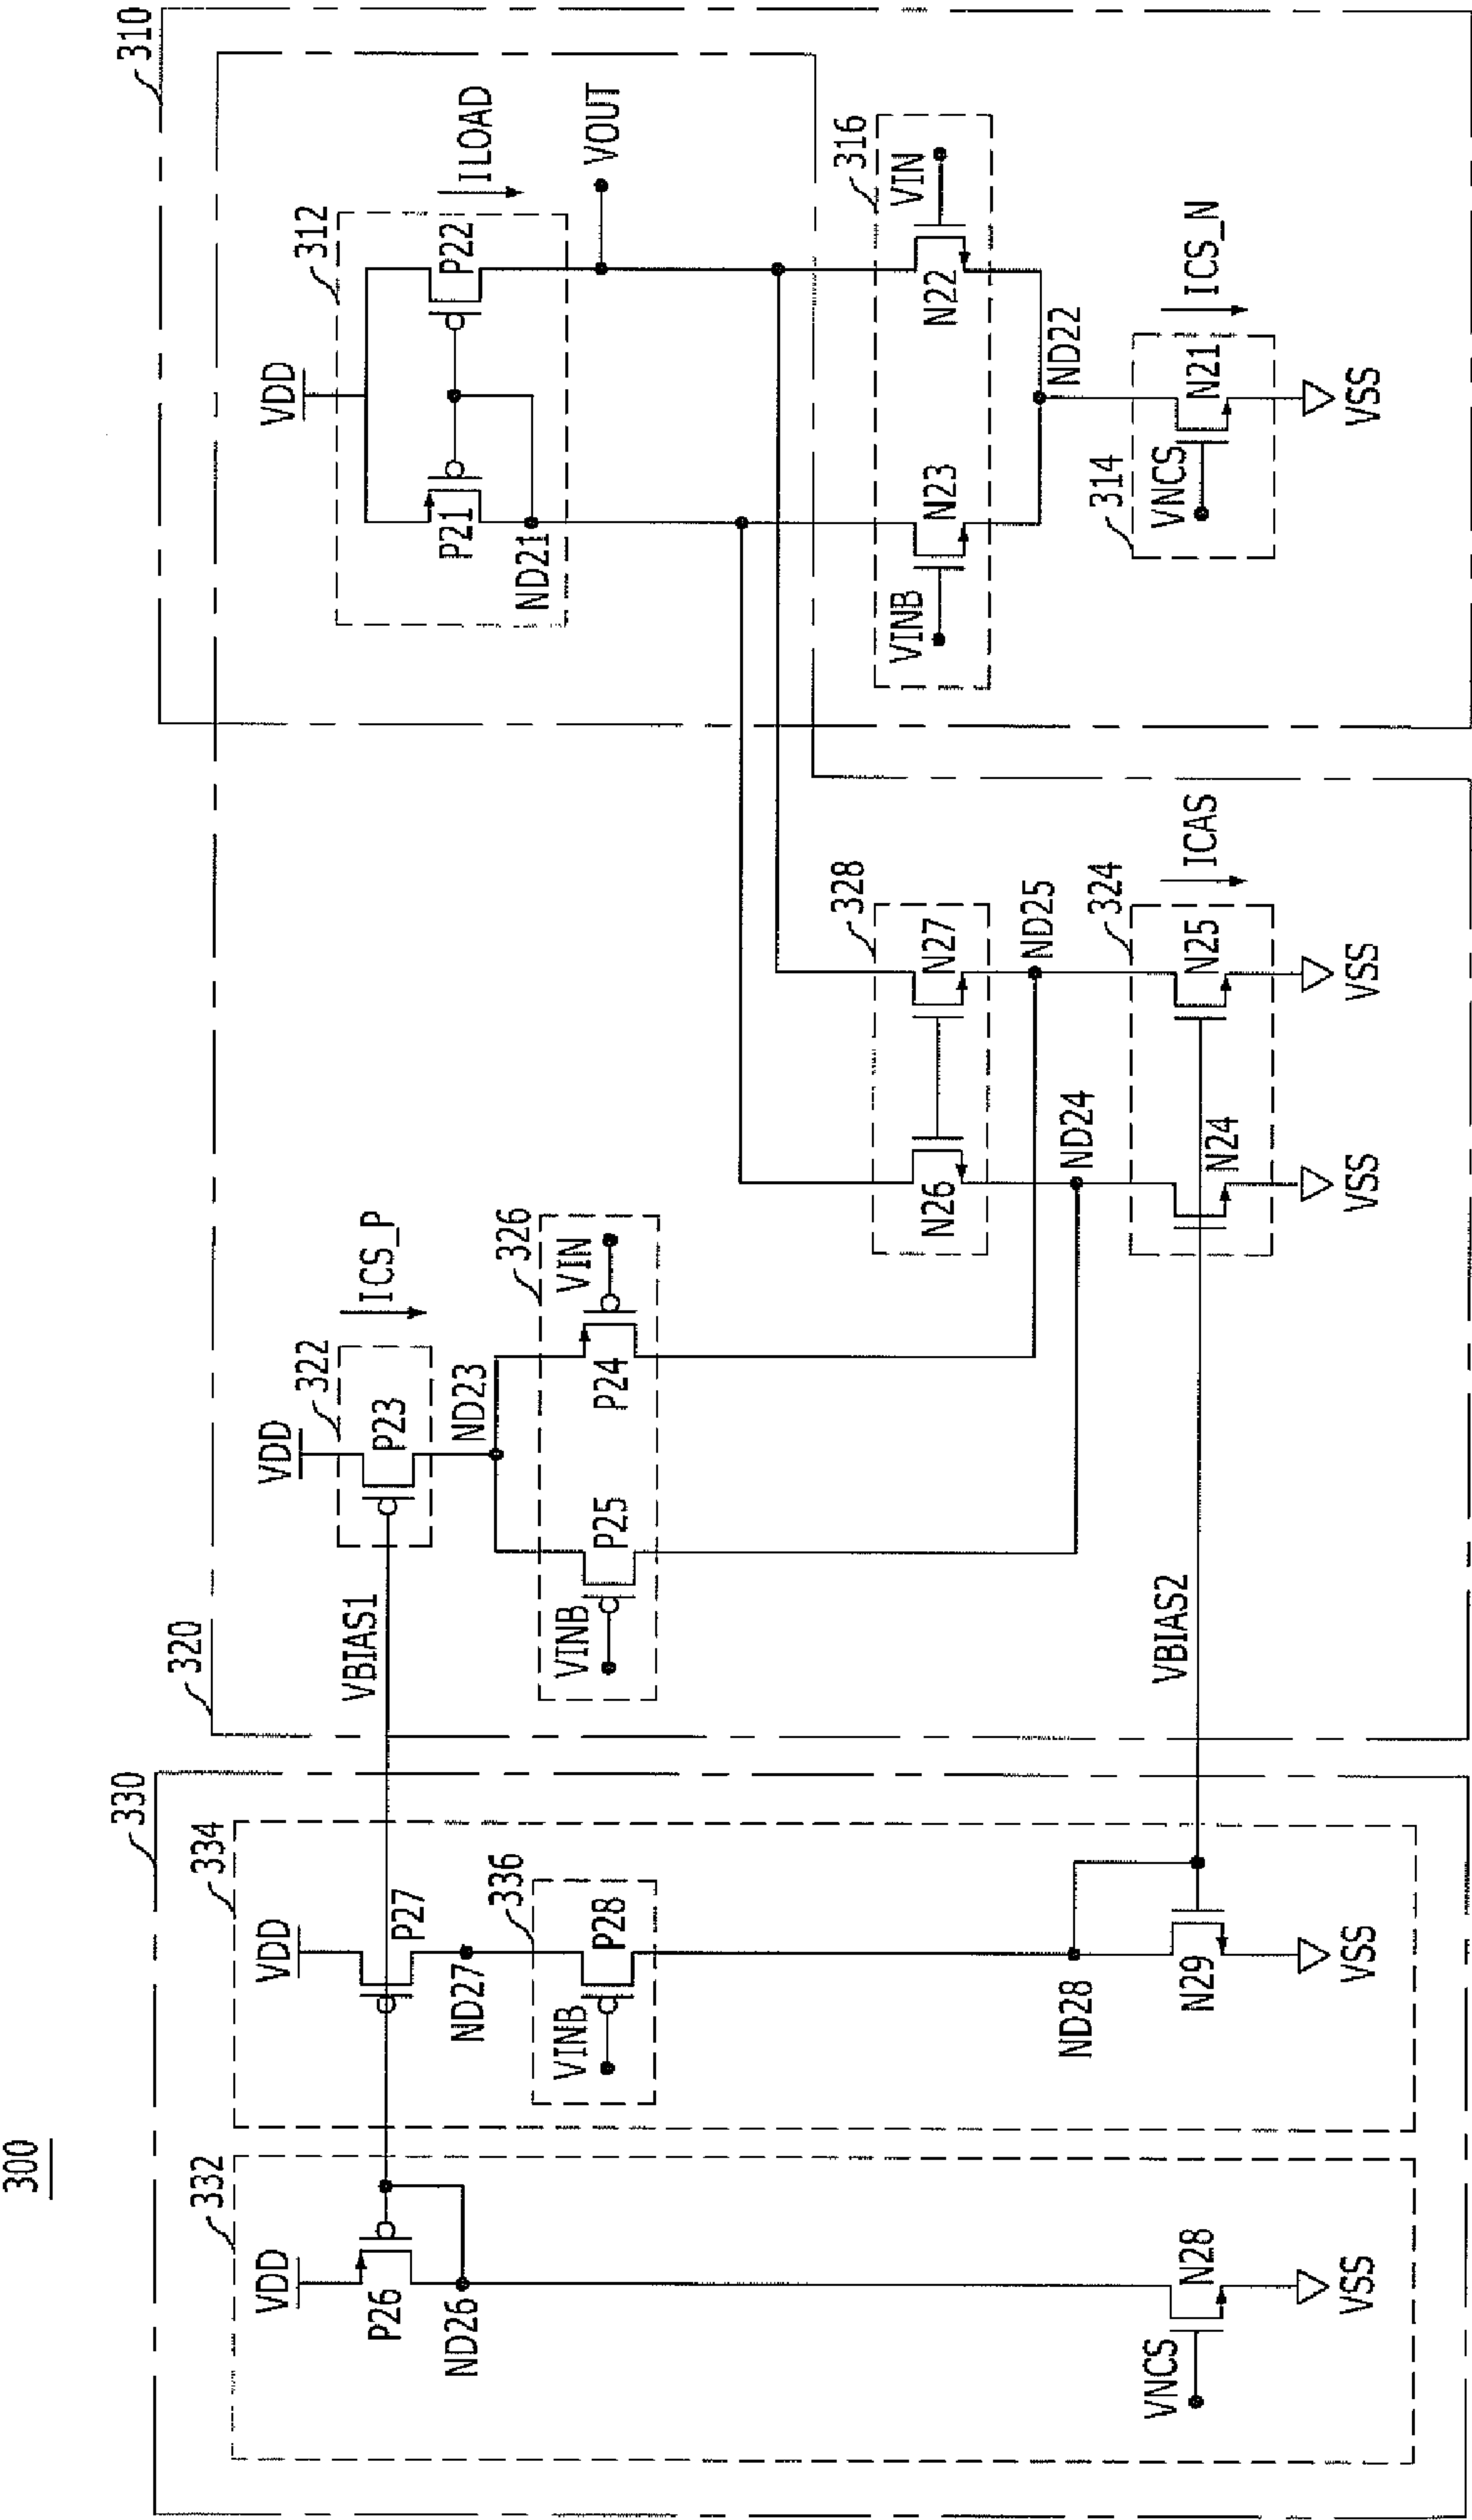 300
310
320
330
332
VDD
P26
ND26
VNCS
N28
VSS
334
VDD
P27
ND27
336
VINB
P28
ND28
N29
VSS
VBIAS1
VBIAS2
322
VDD
P23
ICS_P
ND23
326
VINB
P25
P24
VIN
328
N26
N27
ND24
ND25
324
N24
N25
ICAS
VSS
VSS
312
VDD
P21
P22
ILOAD
ND21
VOUT
316
VINB
N23
N22
VIN
ND22
314
VNCS
N21
ICS_N
VSS